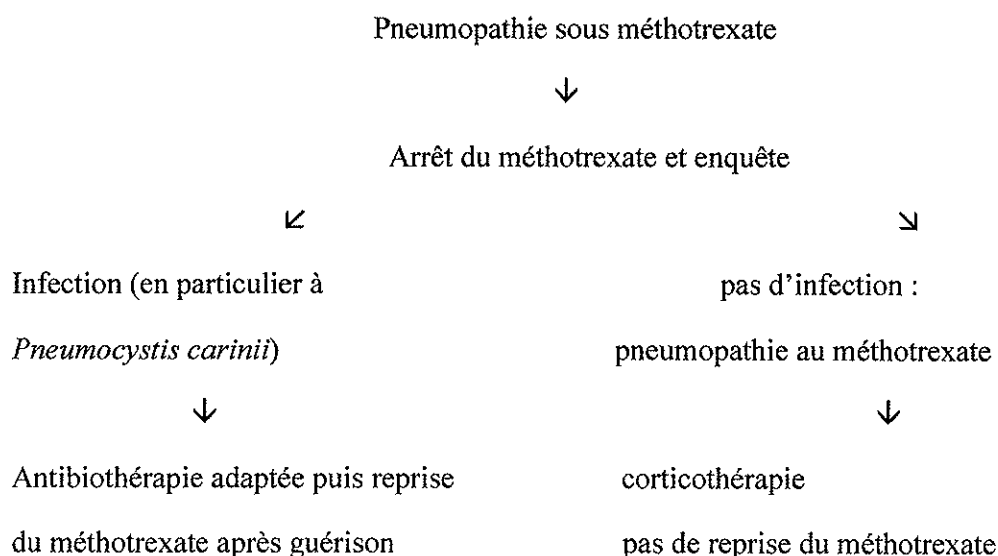 Pneumopathie sous méthotrexate
↓
Arrêt du méthotrexate et enquête
↙ ↘
Infection (en particulier à
Pneumocystis carinii)
↓
Antibiothérapie adaptée puis reprise
du méthotrexate après guérison
pas d'infection :
pneumopathie au méthotrexate
↓
corticothérapie
pas de reprise du méthotrexate